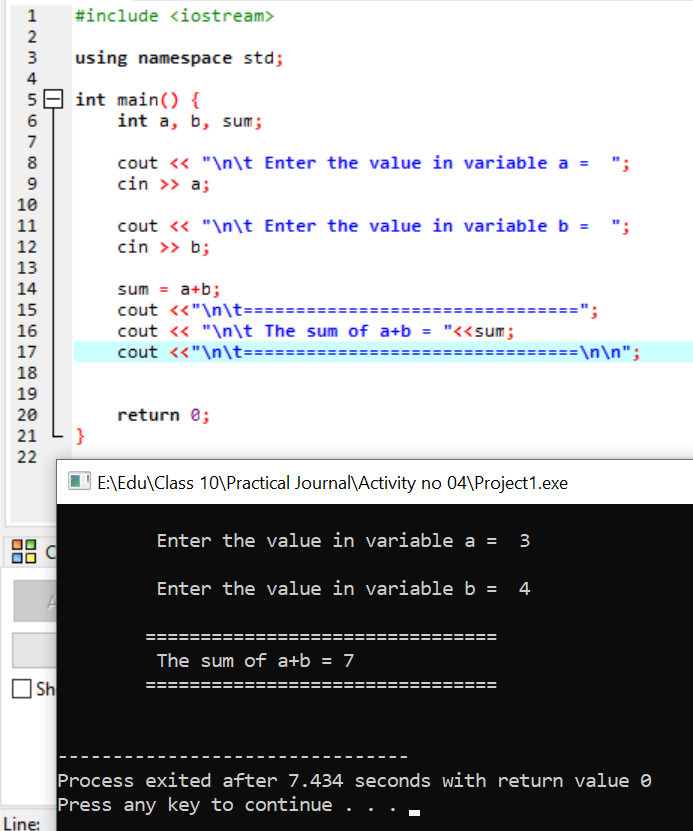 1 #include <iostream>
2
3 using namespace std;
4
5 int main() {
6 int a, b, sum;
7
8 cout << "\n\t Enter the value in variable a =  ";
9 cin >> a;
10
11 cout << "\n\t Enter the value in variable b =  ";
12 cin >> b;
13
14 sum = a+b;
15 cout <<"\n\t================================";
16 cout << "\n\t The sum of a+b = "<<sum;
17 cout <<"\n\t================================\n\n";
18
19
20 return 0;
21 }
22
E:\Edu\Class 10\Practical Journal\Activity no 04\Project1.exe
Enter the value in variable a =  3
Enter the value in variable b =  4
================================
The sum of a+b = 7
================================
--------------------------------
Process exited after 7.434 seconds with return value 0
Press any key to continue . . .
Line: